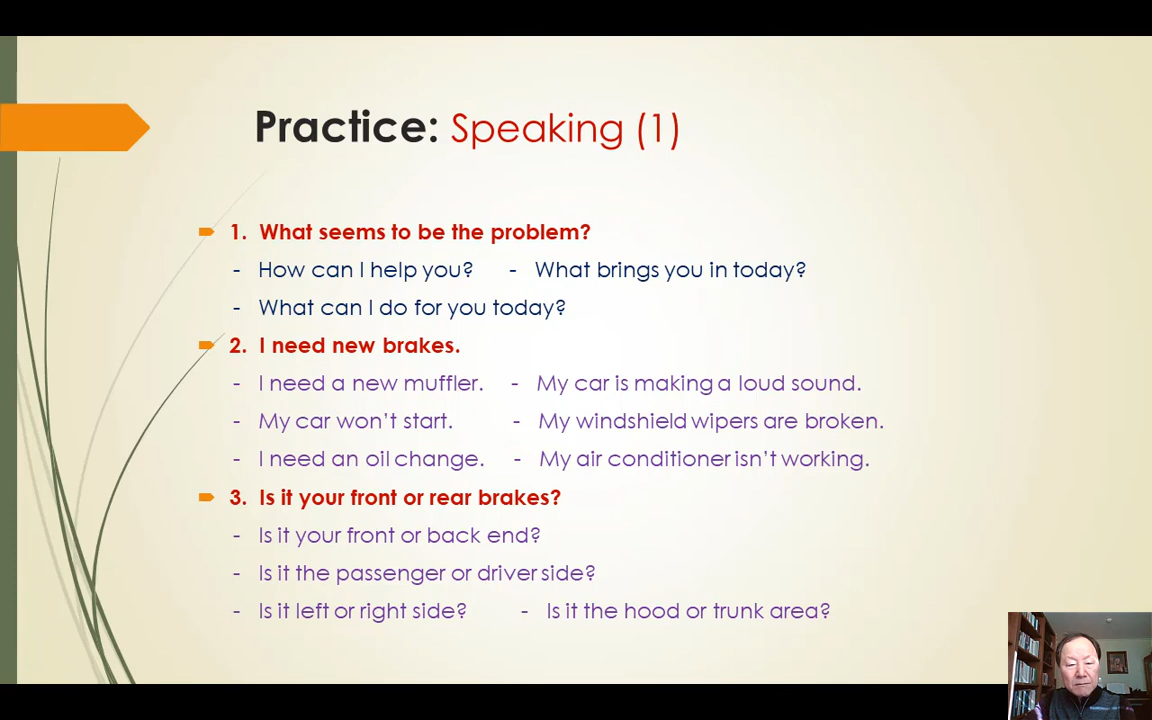 Practice: Speaking (1)
1. What seems to be the problem?
- How can I help you? - What brings you in today?
- What can I do for you today?
2. I need new brakes.
- I need a new muffler. - My car is making a loud sound.
- My car won't start. - My windshield wipers are broken.
- I need an oil change. - My air conditioner isn't working.
3. Is it your front or rear brakes?
- Is it your front or back end?
- Is it the passenger or driver side?
- Is it left or right side? - Is it the hood or trunk area?